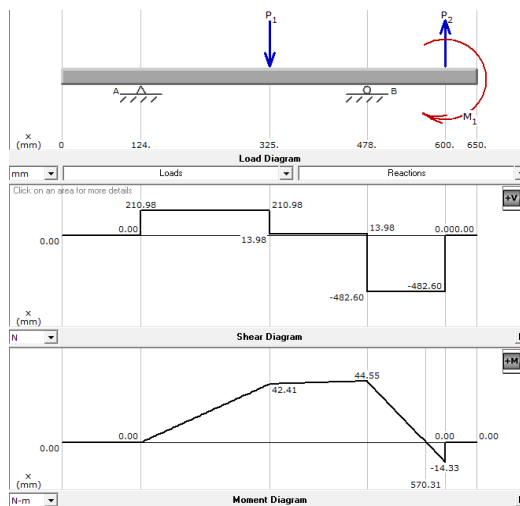 P1 P2
A B
M1
x
(mm) 0 124. 325. 478. 600. 650.
Load Diagram
mm Loads Reactions
Click on an area for more details
+V
210.98 210.98
0.00 13.98 0.000.00
0.00 13.98
-482.60 -482.60
x
(mm)
N Shear Diagram
+M
44.55
42.41
0.00 0.00 0.00 0.00
-14.33
x 570.31
(mm)
N-m Moment Diagram